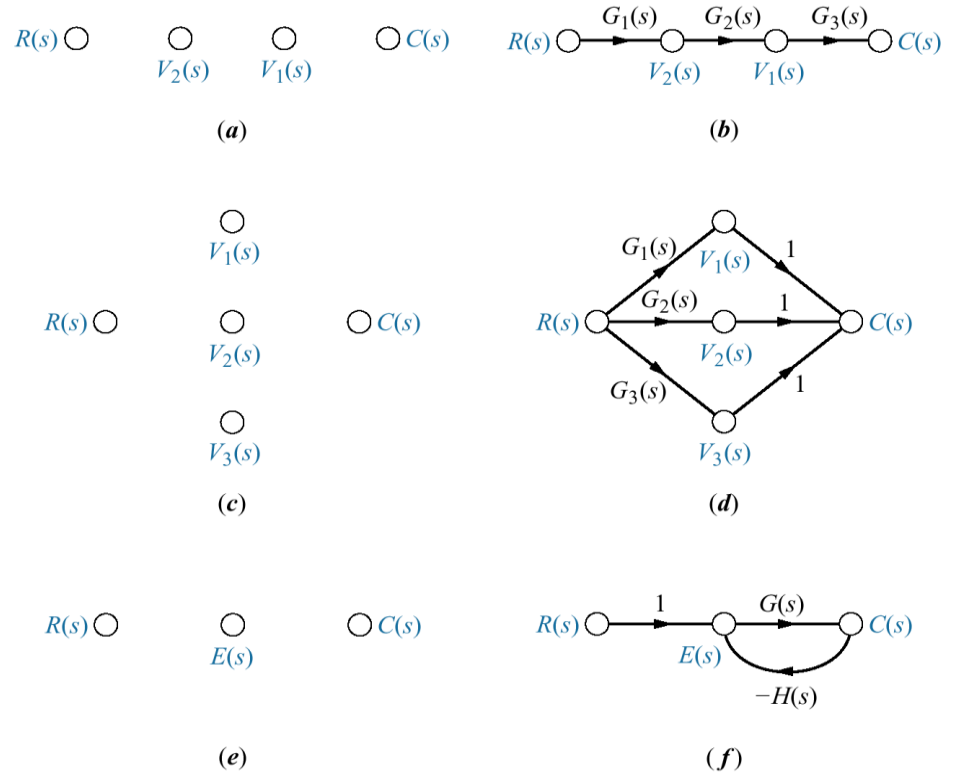 R(s) V₂(s) V₁(s) C(s)
(a)
G₁(s) G₂(s) G₃(s)
R(s) V₂(s) V₁(s) C(s)
(b)
V₁(s)
R(s) C(s)
V₂(s)
V₃(s)
(c)
G₁(s) V₁(s) 1
G₂(s) 1
R(s) C(s)
V₂(s)
G₃(s) 1
V₃(s)
(d)
R(s) C(s)
E(s)
(e)
1 G(s)
R(s) C(s)
E(s)
−H(s)
(f)